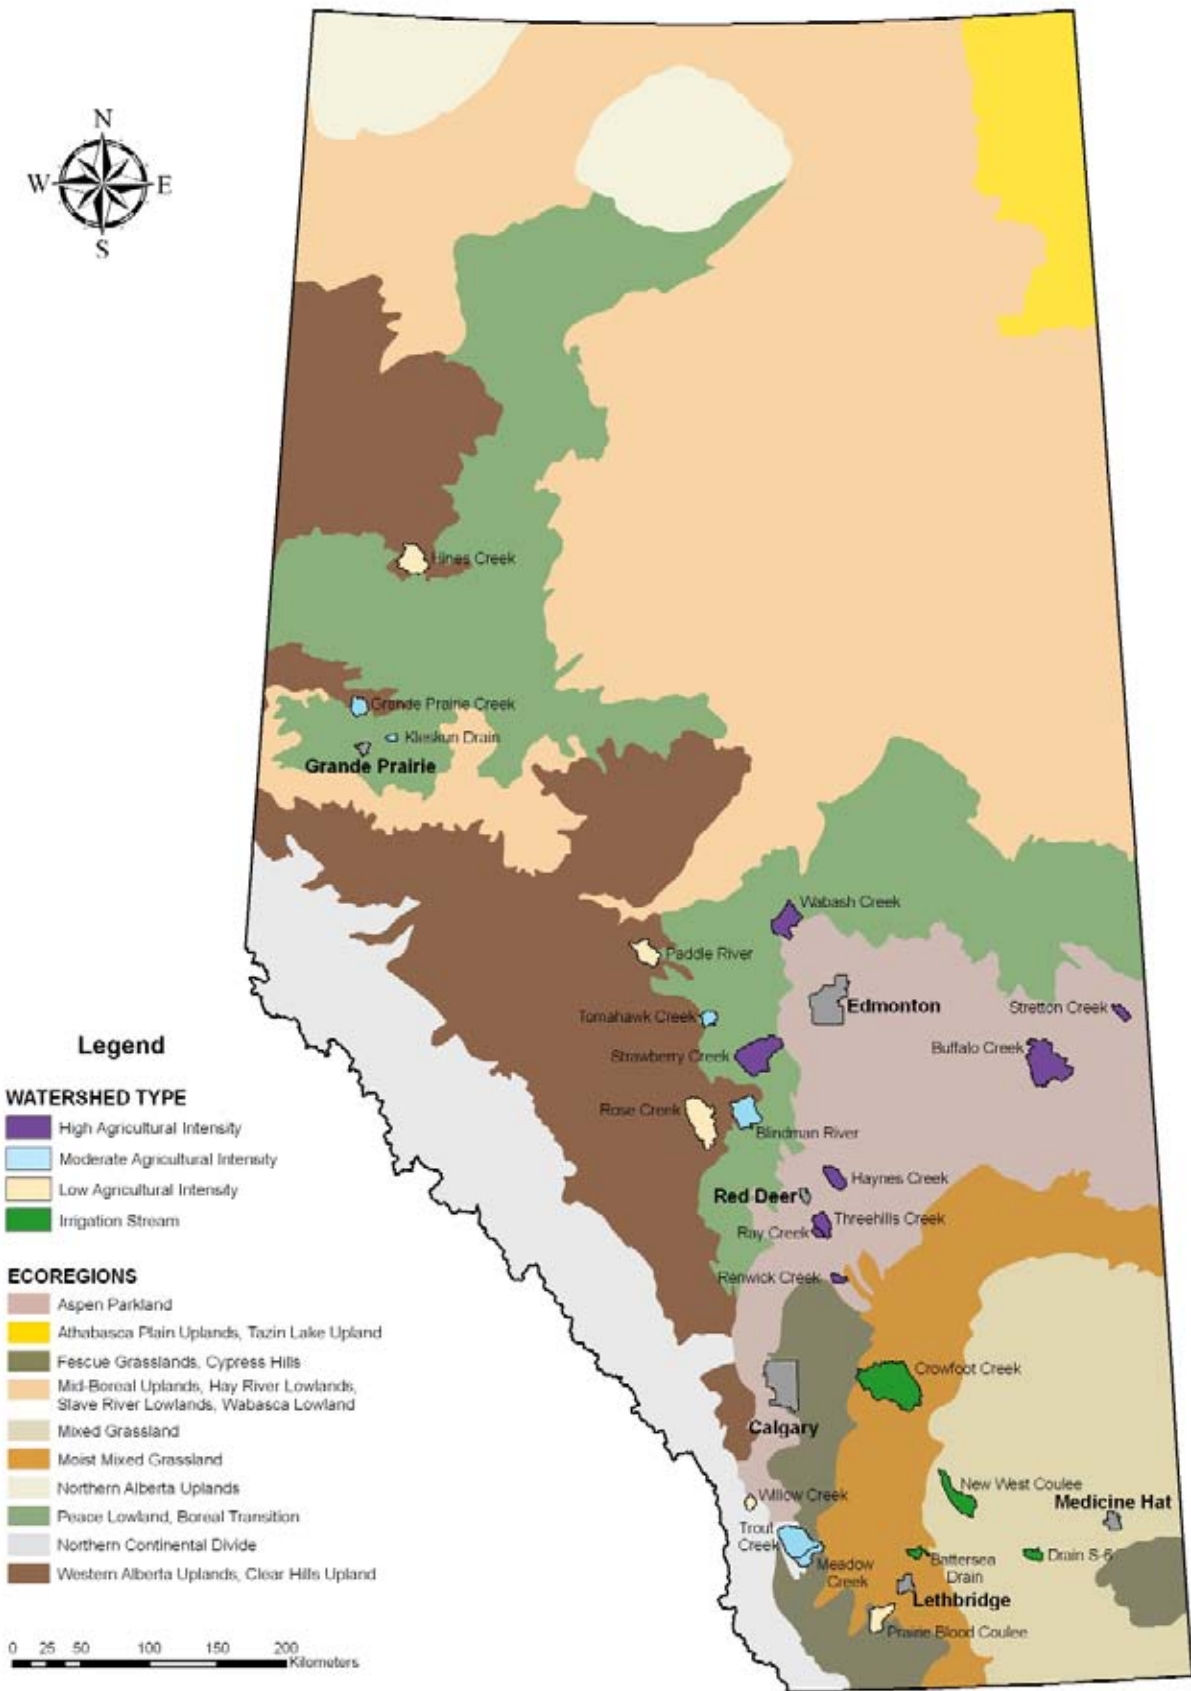 N
W
E
S
Hines Creek
Grande Prairie Creek
Kleskun Drain
Grande Prairie
Wabash Creek
Paddle River
Edmonton
Stretton Creek
Tomahawk Creek
Buffalo Creek
Strawberry Creek
Rose Creek
Blindman River
Haynes Creek
Red Deer
Threehills Creek
Ray Creek
Renwick Creek
Crowfoot Creek
Calgary
New West Coulee
Willow Creek
Medicine Hat
Trout
Creek
Meadow
Creek
Battersea
Drain
Drain S-6
Lethbridge
Prairie Blood Coulee
Legend
WATERSHED TYPE
High Agricultural Intensity
Moderate Agricultural Intensity
Low Agricultural Intensity
Irrigation Stream
ECOREGIONS
Aspen Parkland
Athabasca Plain Uplands, Tazin Lake Upland
Fescue Grasslands, Cypress Hills
Mid-Boreal Uplands, Hay River Lowlands,
Slave River Lowlands, Wabasca Lowland
Mixed Grassland
Moist Mixed Grassland
Northern Alberta Uplands
Peace Lowland, Boreal Transition
Northern Continental Divide
Western Alberta Uplands, Clear Hills Upland
0 25 50 100 150 200
Kilometers